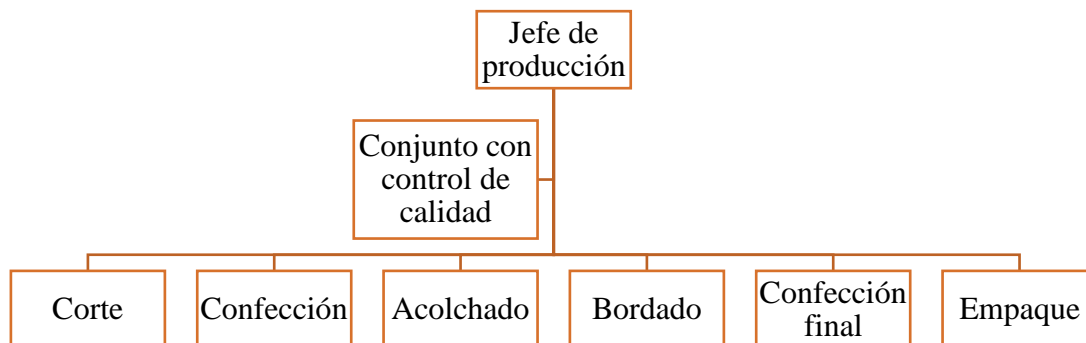 Jefe de
producción
Conjunto con
control de
calidad
Corte
Confección
Acolchado
Bordado
Confección
final
Empaque